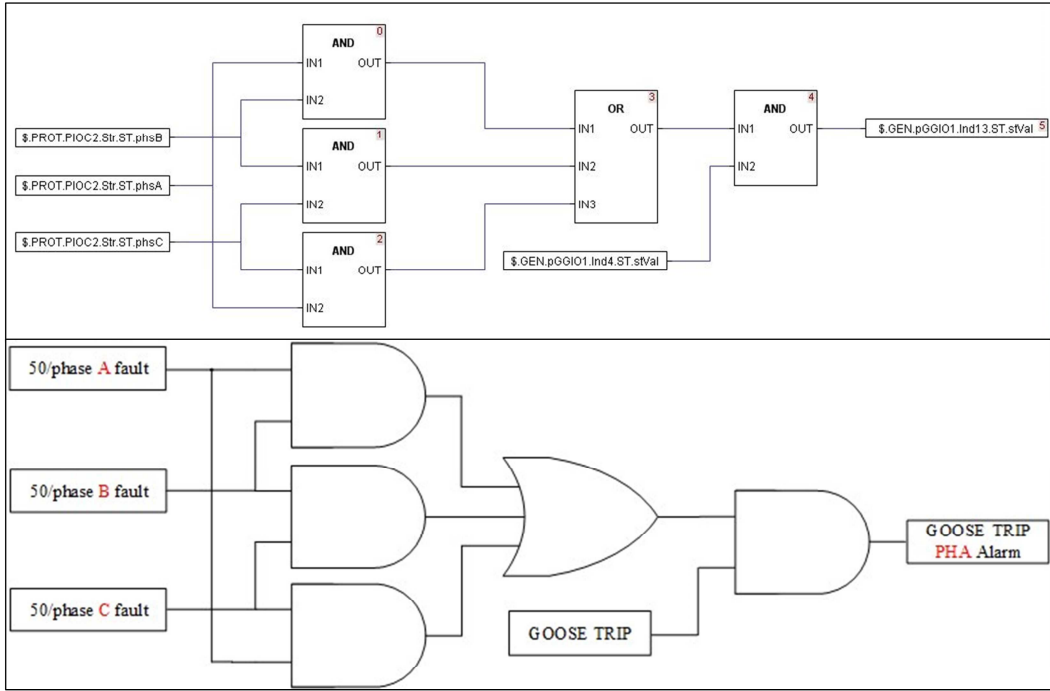 0
AND
IN1 OUT
IN2
$.PROT.PIOC2.Str.ST.phsB
1
AND
IN1 OUT
IN2
$.PROT.PIOC2.Str.ST.phsA
$.PROT.PIOC2.Str.ST.phsC
2
AND
IN1 OUT
IN2
3
OR
IN1 OUT
IN2
IN3
$.GEN.pGGIO1.Ind4.ST.stVal
4
AND
IN1 OUT
IN2
$.GEN.pGGIO1.Ind13.ST.stVal 5
50/phase A fault
50/phase B fault
50/phase C fault
GOOSE TRIP
GOOSE TRIP
PHA Alarm